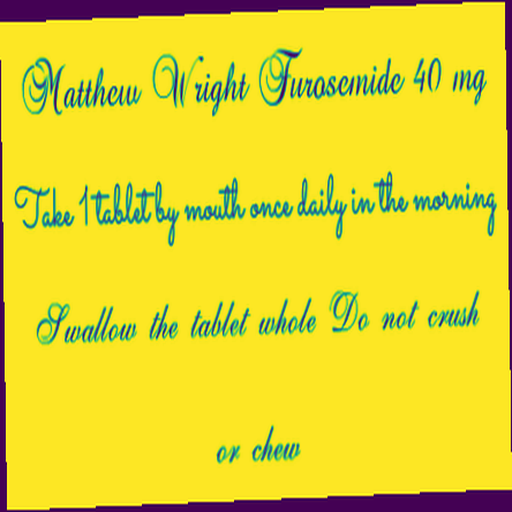 Matthew Wright Furosemide 40 mg
Take 1 tablet by mouth once daily in the morning
Swallow the tablet whole Do not crush
or chew